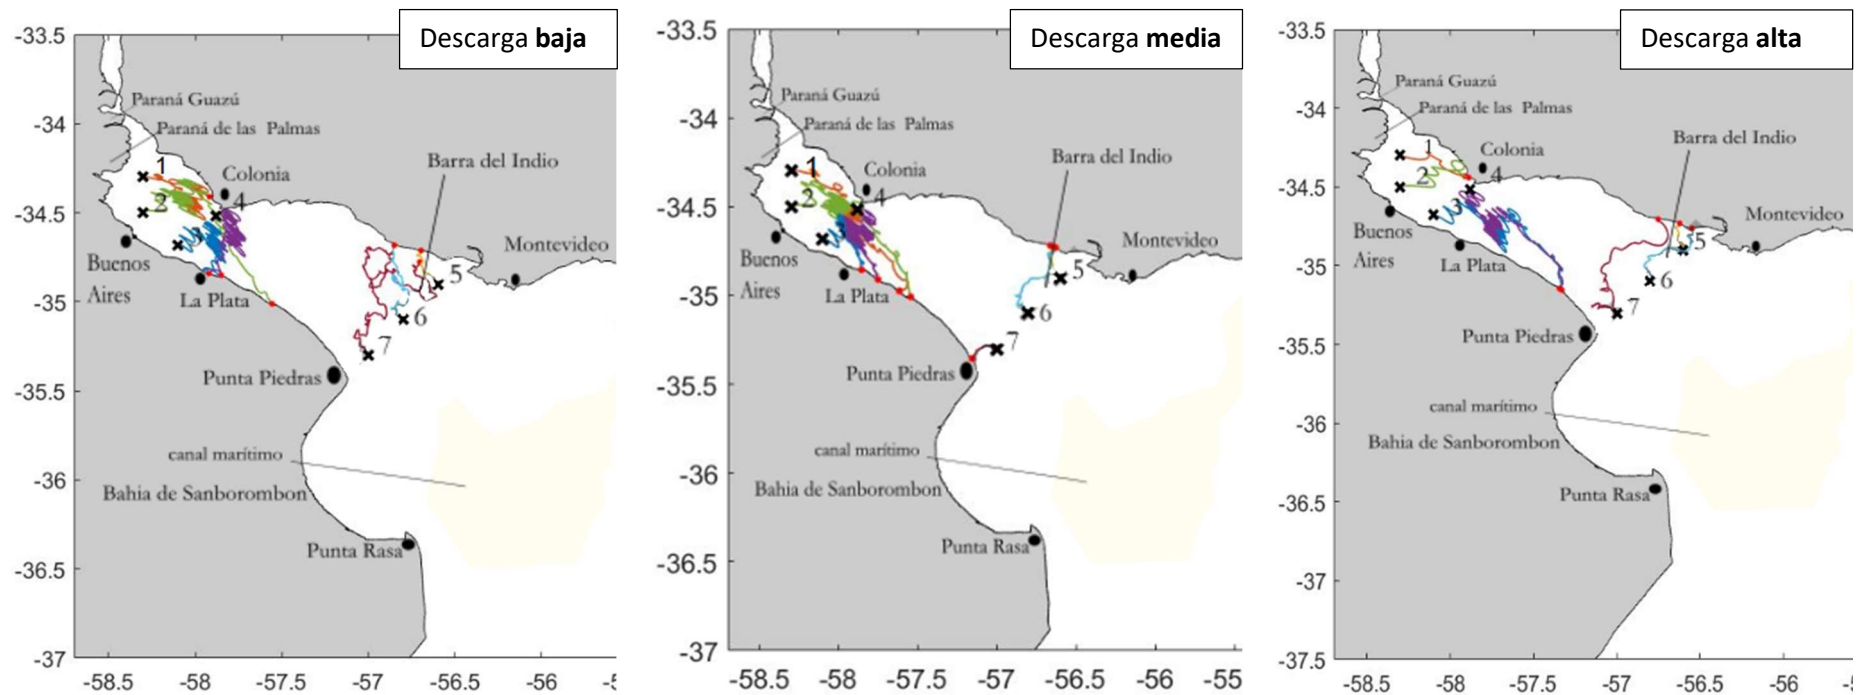 Descarga baja
-33.5
-34
-34.5
-35
-35.5
-36
-36.5
-37
Paraná Guazú
Paraná de las Palmas
1
Colonia
2
4
3
Barra del Indio
Montevideo
Buenos
Aires
La Plata
5
6
7
Punta Piedras
canal marítimo
Bahia de Sanborombon
Punta Rasa
-58.5
-58
-57.5
-57
-56.5
-56
Descarga media
-33.5
-34
-34.5
-35
-35.5
-36
-36.5
-37
Paraná Guazú
Paraná de las Palmas
1
Colonia
2
4
Barra del Indio
Montevideo
Buenos
Aires
La Plata
5
6
7
Punta Piedras
canal marítimo
Bahia de Sanborombon
Punta Rasa
-58.5
-58
-57.5
-57
-56.5
-56
-55
Descarga alta
-33.5
-34
-34.5
-35
-35.5
-36
-36.5
-37
-37.5
Paraná Guazú
Paraná de las Palmas
1
Colonia
2
4
3
Barra del Indio
Montevideo
Buenos
Aires
La Plata
5
6
7
Punta Piedras
canal marítimo
Bahia de Sanborombon
Punta Rasa
-58.5
-58
-57.5
-57
-56.5
-56